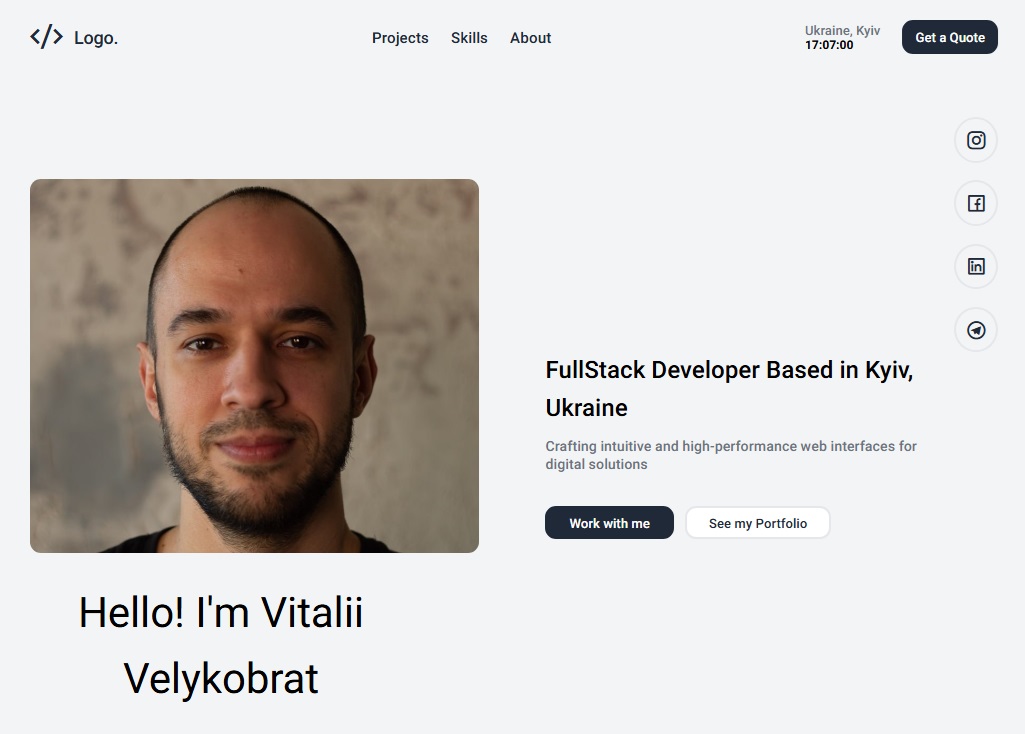 </> Logo.
Projects Skills About
Ukraine, Kyiv
17:07:00
Get a Quote
FullStack Developer Based in Kyiv,
Ukraine
Crafting intuitive and high-performance web interfaces for
digital solutions
Work with me
See my Portfolio
Hello! I'm Vitalii
Velykobrat